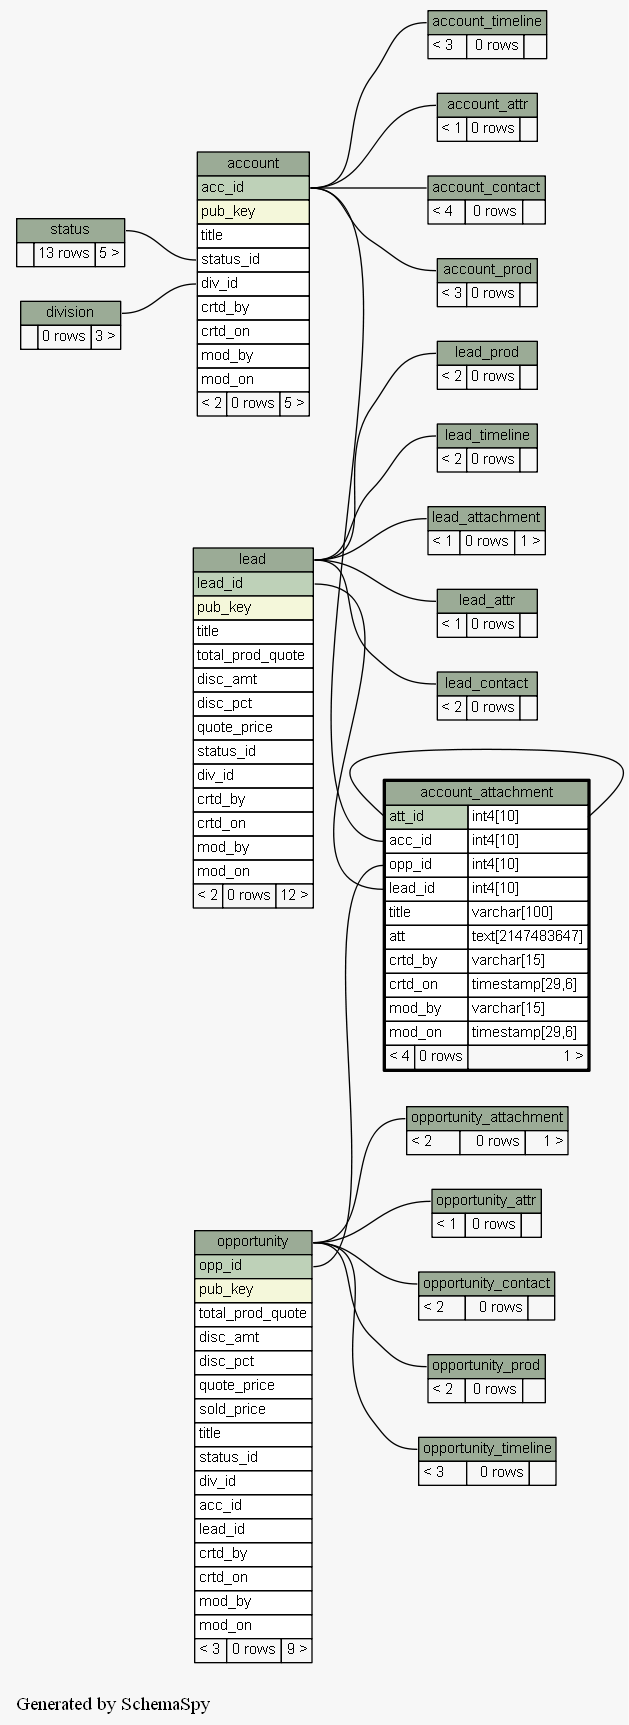 account_timeline
< 3 0 rows
account_attr
< 1 0 rows
account
acc_id
pub_key
title
status_id
div_id
crtd_by
crtd_on
mod_by
mod_on
< 2 0 rows 5 >
account_contact
< 4 0 rows
status
13 rows 5 >
account_prod
< 3 0 rows
division
0 rows 3 >
lead_prod
< 2 0 rows
lead_timeline
< 2 0 rows
lead_attachment
< 1 0 rows 1 >
lead
lead_id
pub_key
title
total_prod_quote
disc_amt
disc_pct
quote_price
status_id
div_id
crtd_by
crtd_on
mod_by
mod_on
< 2 0 rows 12 >
lead_attr
< 1 0 rows
lead_contact
< 2 0 rows
account_attachment
att_id int4[10]
acc_id int4[10]
opp_id int4[10]
lead_id int4[10]
title varchar[100]
att text[2147483647]
crtd_by varchar[15]
crtd_on timestamp[29,6]
mod_by varchar[15]
mod_on timestamp[29,6]
< 4 0 rows 1 >
opportunity_attachment
< 2 0 rows 1 >
opportunity_attr
< 1 0 rows
opportunity
opp_id
pub_key
total_prod_quote
disc_amt
disc_pct
quote_price
sold_price
title
status_id
div_id
acc_id
lead_id
crtd_by
crtd_on
mod_by
mod_on
< 3 0 rows 9 >
opportunity_contact
< 2 0 rows
opportunity_prod
< 2 0 rows
opportunity_timeline
< 3 0 rows
Generated by SchemaSpy